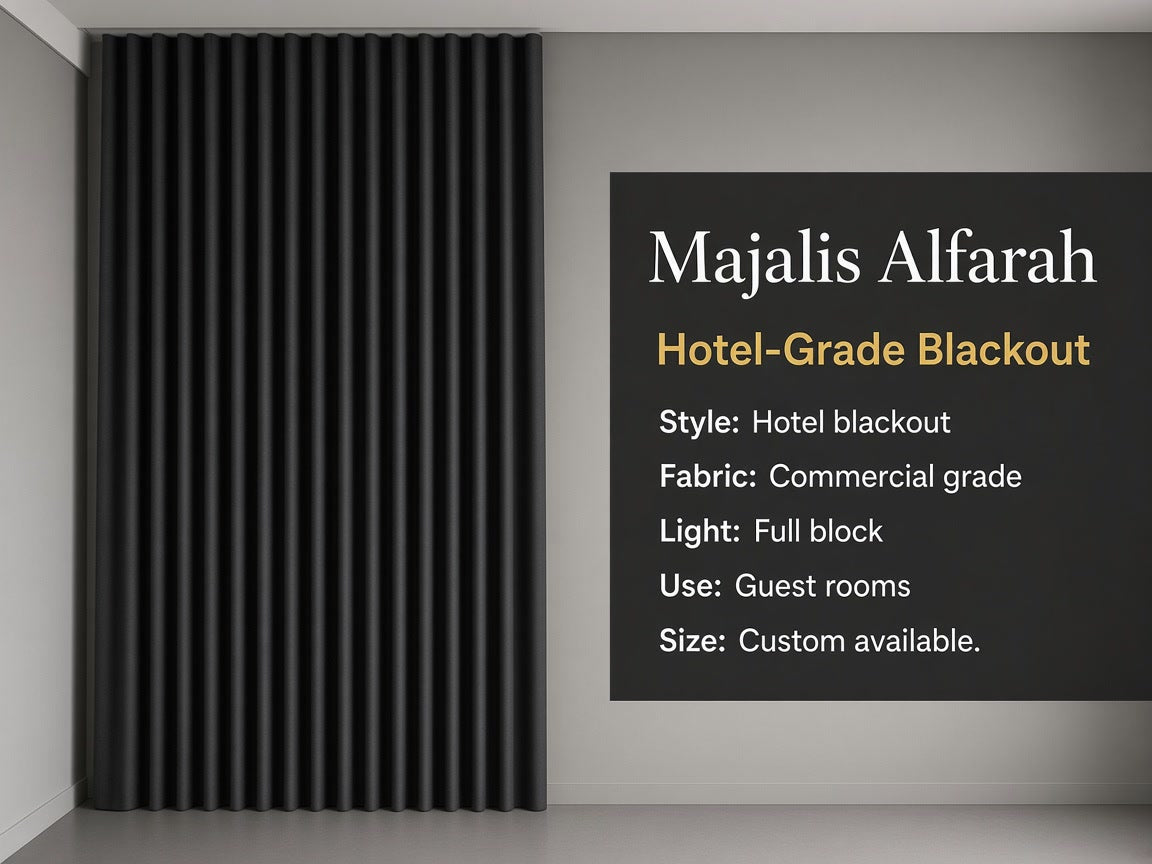 Majalis Alfarah
Hotel-Grade Blackout
Style: Hotel blackout
Fabric: Commercial grade
Light: Full block
Use: Guest rooms
Size: Custom available.